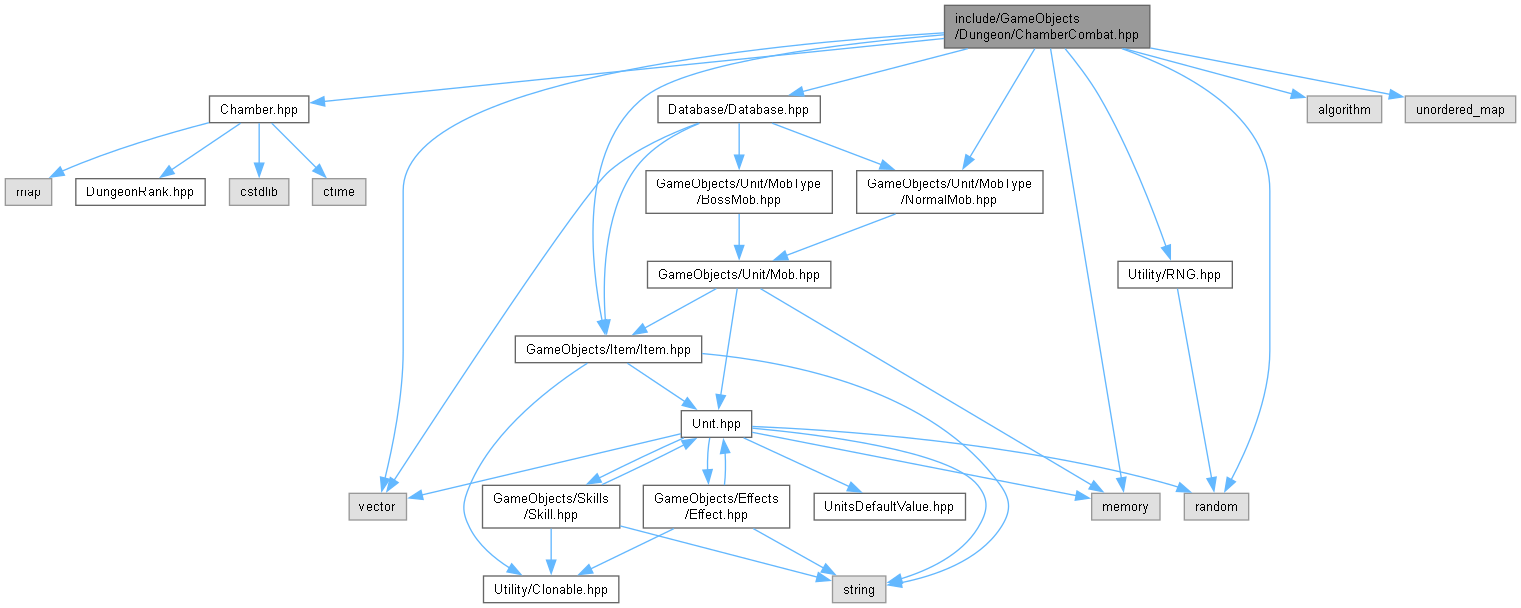 include/GameObjects
/Dungeon/ChamberCombat.hpp
Chamber.hpp
Database/Database.hpp
algorithm
unordered_map
map
DungeonRank.hpp
cstdlib
ctime
GameObjects/Unit/MobType
/BossMob.hpp
GameObjects/Unit/MobType
/NormalMob.hpp
GameObjects/Unit/Mob.hpp
Utility/RNG.hpp
GameObjects/Item/Item.hpp
Unit.hpp
vector
GameObjects/Skills
/Skill.hpp
GameObjects/Effects
/Effect.hpp
UnitsDefaultValue.hpp
memory
random
Utility/Clonable.hpp
string